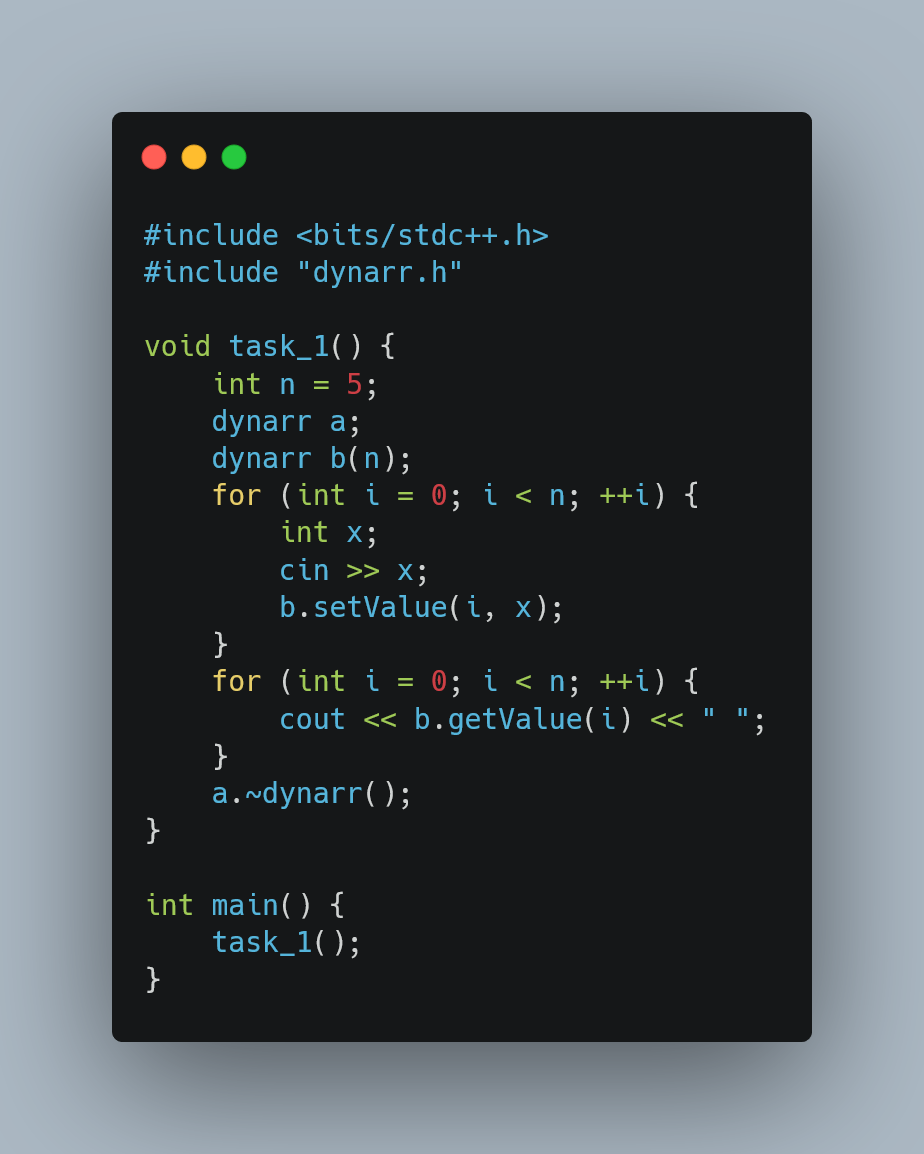 #include <bits/stdc++.h>
#include "dynarr.h"

void task_1() {
    int n = 5;
    dynarr a;
    dynarr b(n);
    for (int i = 0; i < n; ++i) {
        int x;
        cin >> x;
        b.setValue(i, x);
    }
    for (int i = 0; i < n; ++i) {
        cout << b.getValue(i) << " ";
    }
    a.~dynarr();
}

int main() {
    task_1();
}